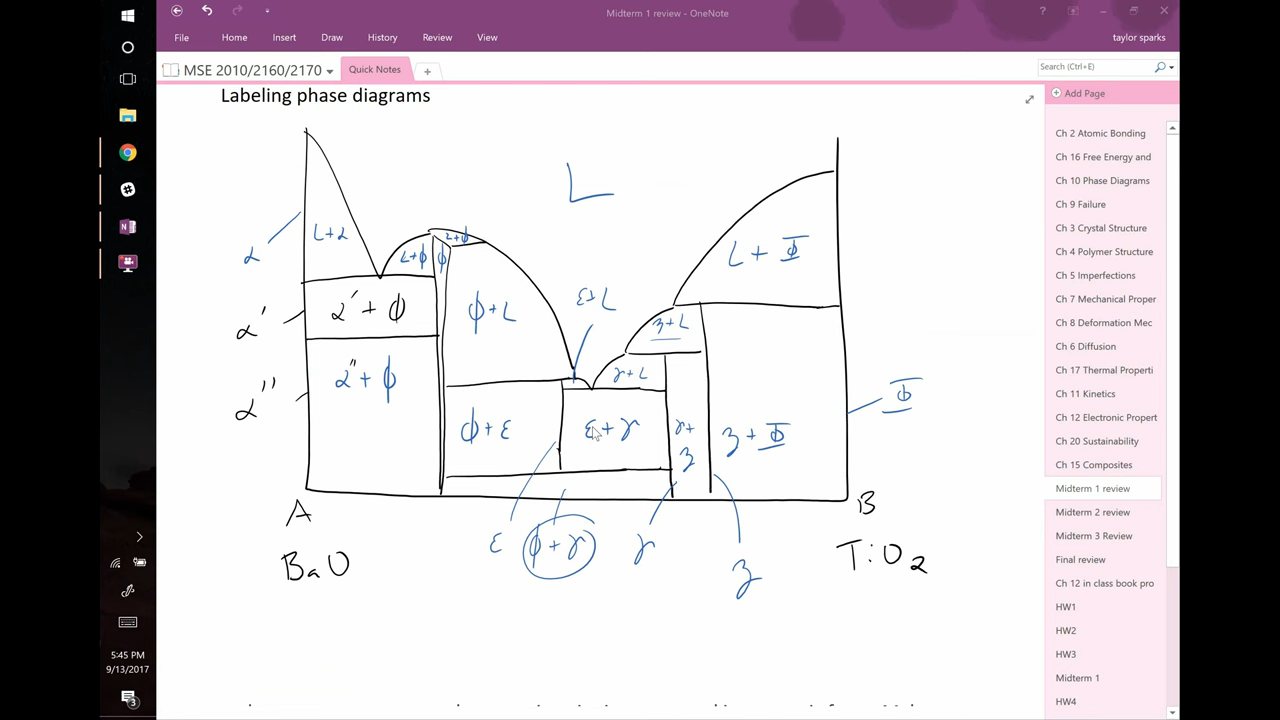 Midterm 1 review - OneNote
File Home Insert Draw History Review View
taylor sparks
MSE 2010/2160/2170
Quick Notes
Search (Ctrl+E)
Add Page
Labeling phase diagrams
L
α
L+α
L+ϕ
ϕ
L+ϕ
L + Φ
α' + ϕ
α'
ϕ+L
ε+L
ʒ+L
γ+L
α'' + ϕ
α''
ϕ+ε
ε+γ
γ+
ʒ
ʒ + Φ
Φ
A
B
ε
ϕ+γ
γ
ʒ
BaO
TiO2
Ch 2 Atomic Bonding
Ch 16 Free Energy and
Ch 10 Phase Diagrams
Ch 9 Failure
Ch 3 Crystal Structure
Ch 4 Polymer Structure
Ch 5 Imperfections
Ch 7 Mechanical Proper
Ch 8 Deformation Mec
Ch 6 Diffusion
Ch 17 Thermal Properti
Ch 11 Kinetics
Ch 12 Electronic Propert
Ch 20 Sustainability
Ch 15 Composites
Midterm 1 review
Midterm 2 review
Midterm 3 Review
Final review
Ch 12 in class book pro
HW1
HW2
HW3
Midterm 1
HW4
5:45 PM
9/13/2017
3